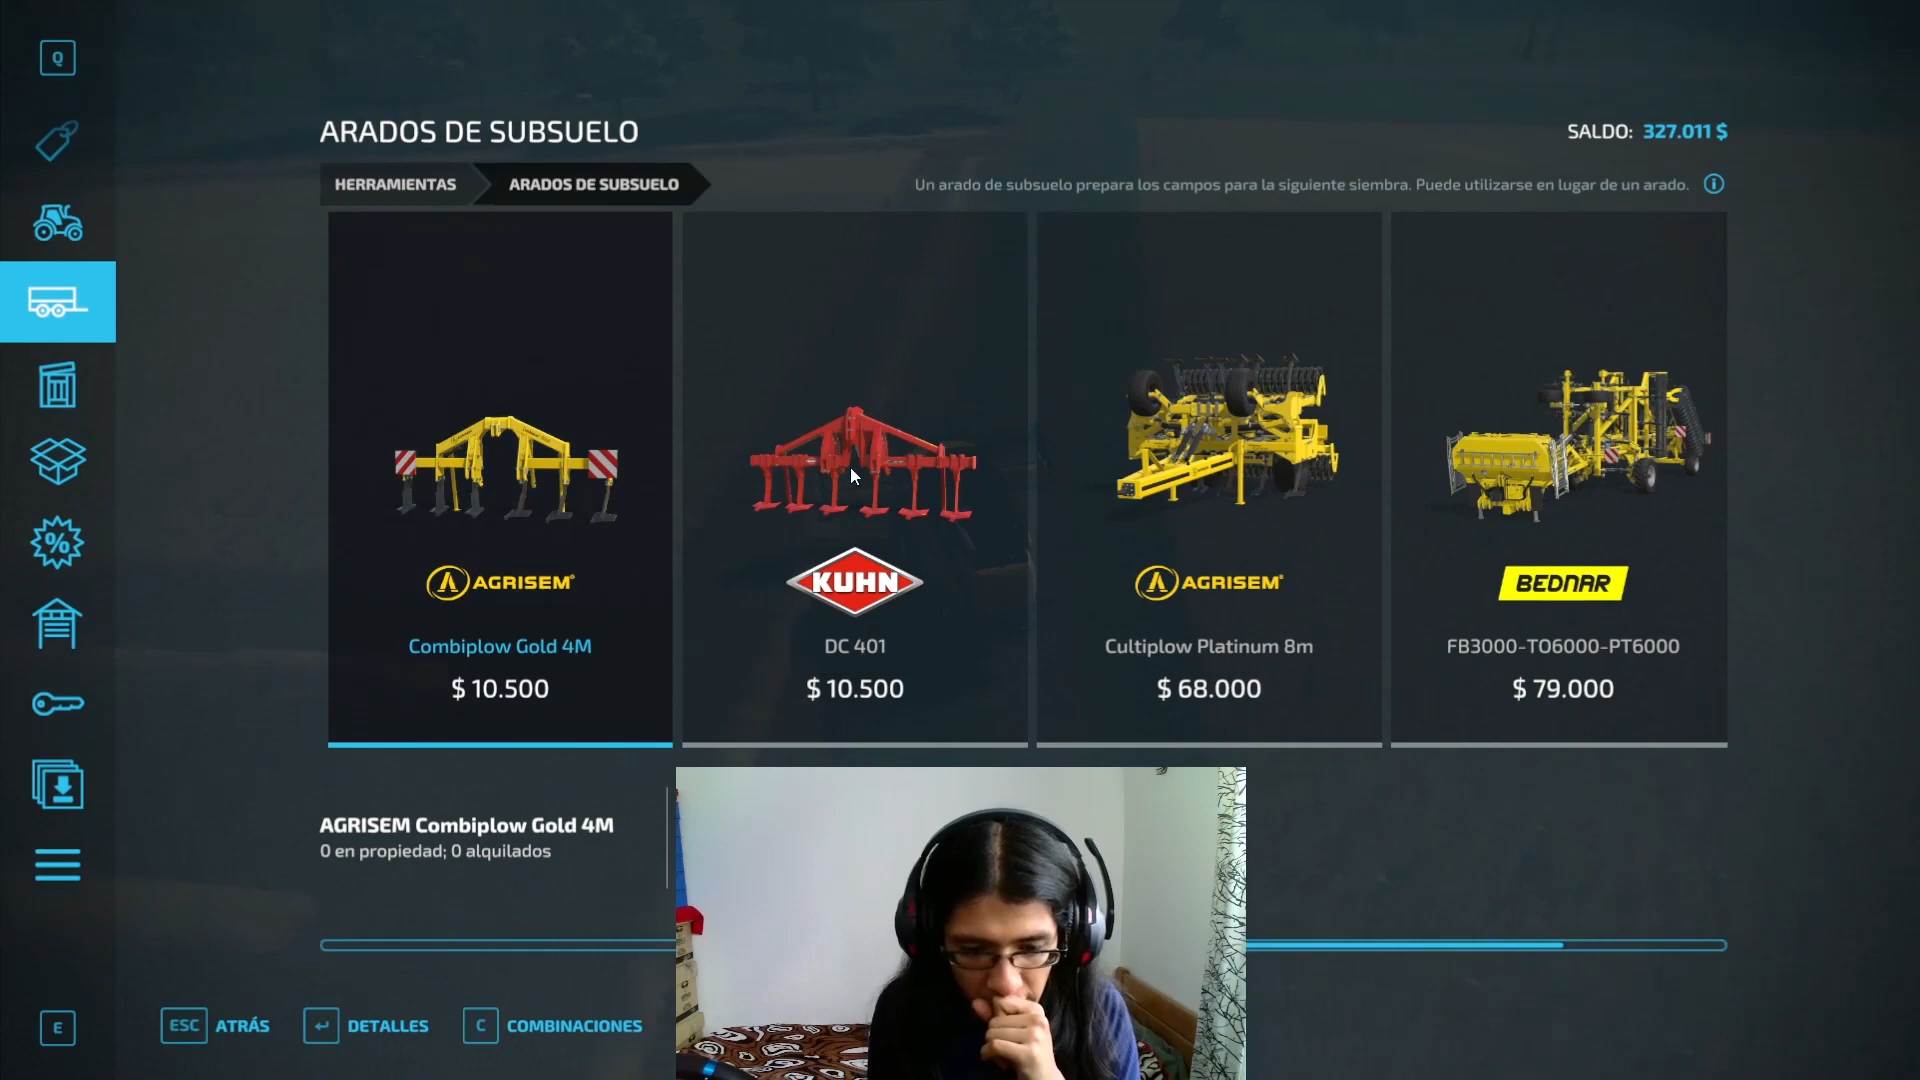 Q
ARADOS DE SUBSUELO
SALDO: 327.011 $
HERRAMIENTAS
ARADOS DE SUBSUELO
Un arado de subsuelo prepara los campos para la siguiente siembra. Puede utilizarse en lugar de un arado.
AGRISEM
KUHN
AGRISEM
BEDNAR
Combiplow Gold 4M
DC 401
Cultiplow Platinum 8m
FB3000-TO6000-PT6000
$ 10.500
$ 10.500
$ 68.000
$ 79.000
AGRISEM Combiplow Gold 4M
0 en propiedad; 0 alquilados
E
ESC ATRÁS
DETALLES
C COMBINACIONES